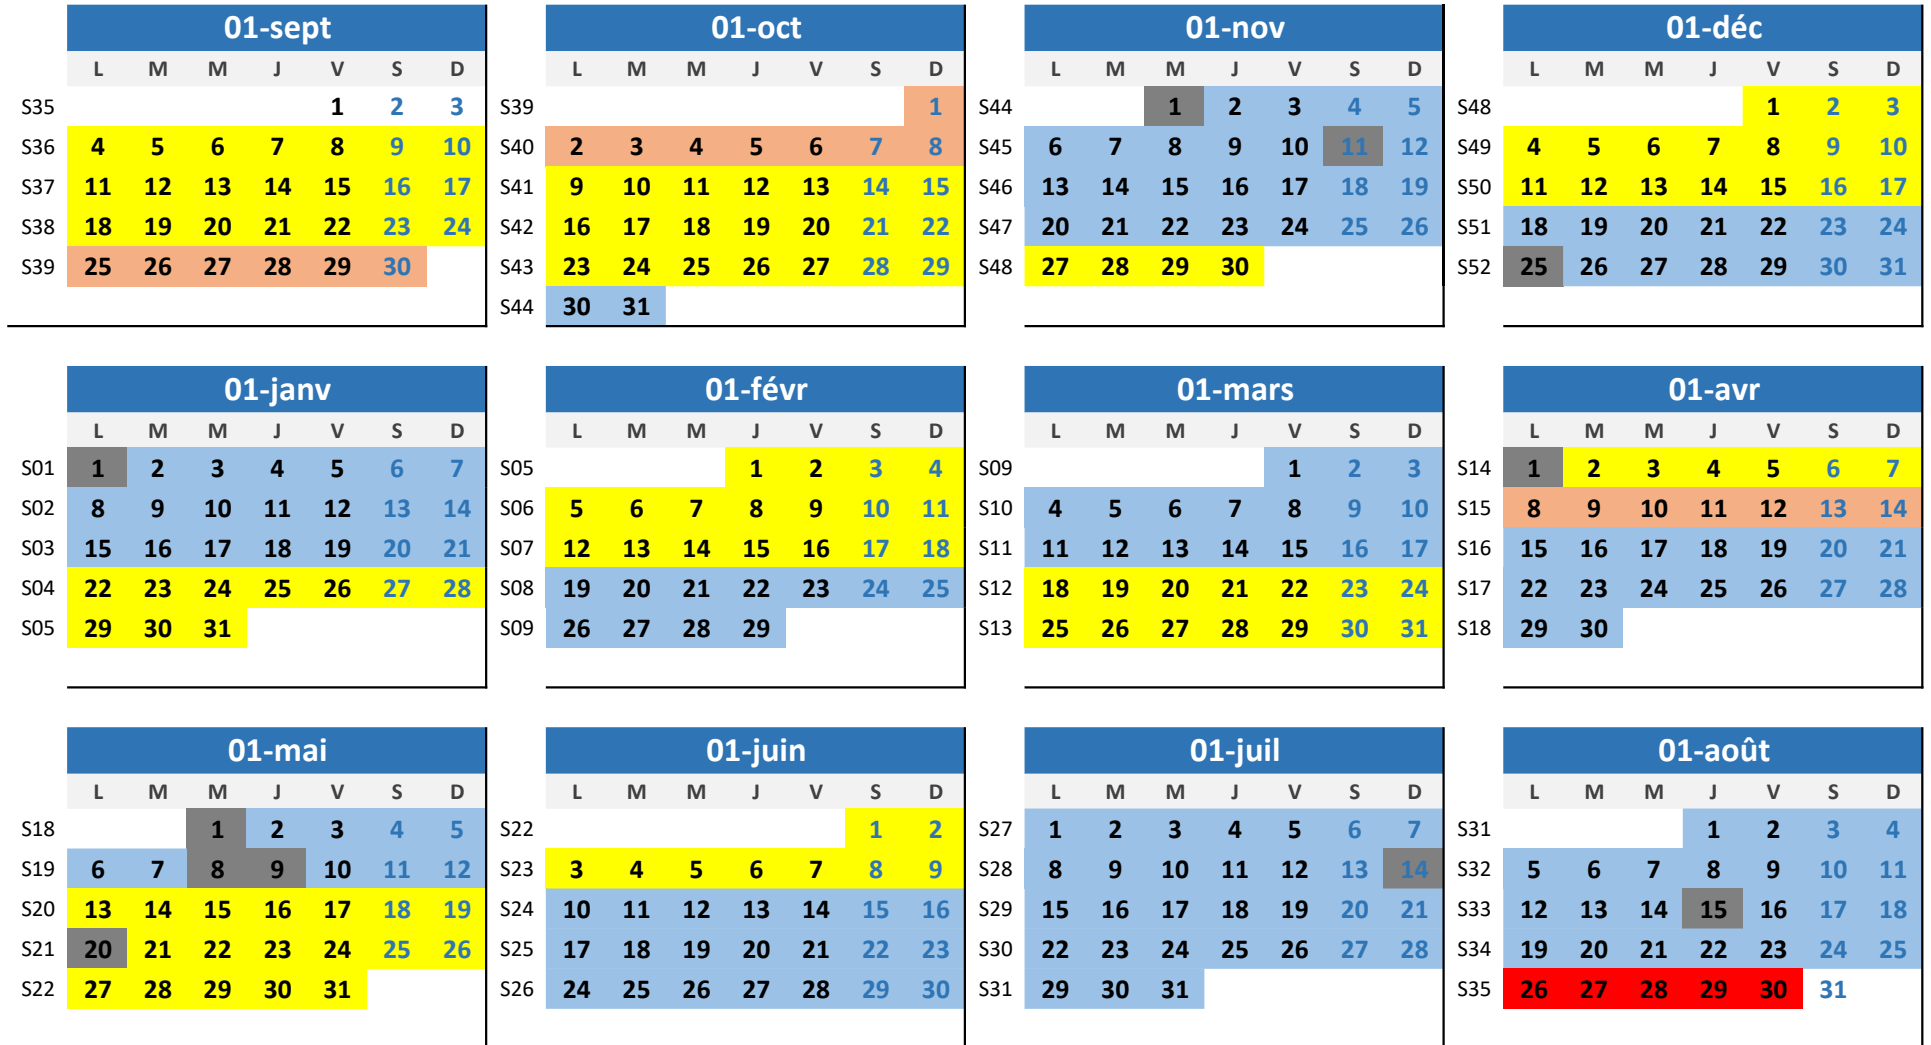 01-sept 01-oct 01-nov 01-déc
L M M J V S D L M M J V S D L M M J V S D L M M J V S D
S35 1 2 3 S39 1 S44 1 2 3 4 5 S48 1 2 3
S36 4 5 6 7 8 9 10 S40 2 3 4 5 6 7 8 S45 6 7 8 9 10 11 12 S49 4 5 6 7 8 9 10
S37 11 12 13 14 15 16 17 S41 9 10 11 12 13 14 15 S46 13 14 15 16 17 18 19 S50 11 12 13 14 15 16 17
S38 18 19 20 21 22 23 24 S42 16 17 18 19 20 21 22 S47 20 21 22 23 24 25 26 S51 18 19 20 21 22 23 24
S39 25 26 27 28 29 30 S43 23 24 25 26 27 28 29 S48 27 28 29 30 S52 25 26 27 28 29 30 31
S44 30 31
01-janv 01-févr 01-mars 01-avr
L M M J V S D L M M J V S D L M M J V S D L M M J V S D
S01 1 2 3 4 5 6 7 S05 1 2 3 4 S09 1 2 3 S14 1 2 3 4 5 6 7
S02 8 9 10 11 12 13 14 S06 5 6 7 8 9 10 11 S10 4 5 6 7 8 9 10 S15 8 9 10 11 12 13 14
S03 15 16 17 18 19 20 21 S07 12 13 14 15 16 17 18 S11 11 12 13 14 15 16 17 S16 15 16 17 18 19 20 21
S04 22 23 24 25 26 27 28 S08 19 20 21 22 23 24 25 S12 18 19 20 21 22 23 24 S17 22 23 24 25 26 27 28
S05 29 30 31 S09 26 27 28 29 S13 25 26 27 28 29 30 31 S18 29 30
01-mai 01-juin 01-juil 01-août
L M M J V S D L M M J V S D L M M J V S D L M M J V S D
S18 1 2 3 4 5 S22 1 2 S27 1 2 3 4 5 6 7 S31 1 2 3 4
S19 6 7 8 9 10 11 12 S23 3 4 5 6 7 8 9 S28 8 9 10 11 12 13 14 S32 5 6 7 8 9 10 11
S20 13 14 15 16 17 18 19 S24 10 11 12 13 14 15 16 S29 15 16 17 18 19 20 21 S33 12 13 14 15 16 17 18
S21 20 21 22 23 24 25 26 S25 17 18 19 20 21 22 23 S30 22 23 24 25 26 27 28 S34 19 20 21 22 23 24 25
S22 27 28 29 30 31 S26 24 25 26 27 28 29 30 S31 29 30 31 S35 26 27 28 29 30 31